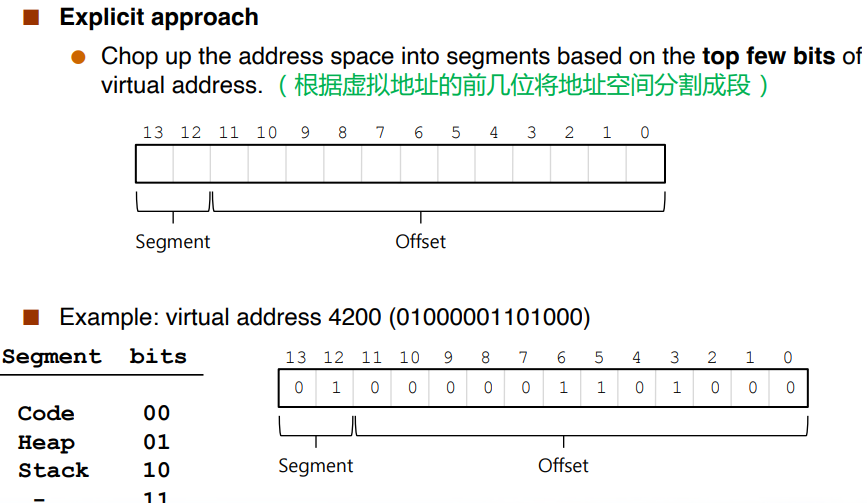 Explicit approach
Chop up the address space into segments based on the top few bits of
virtual address. （根据虚拟地址的前几位将地址空间分割成段）
13 12 11 10 9 8 7 6 5 4 3 2 1 0
Segment Offset
Example: virtual address 4200 (01000001101000)
Segment bits
13 12 11 10 9 8 7 6 5 4 3 2 1 0
0 1 0 0 0 0 0 1 1 0 1 0 0 0
Code 00
Heap 01
Stack 10
- 11
Segment Offset